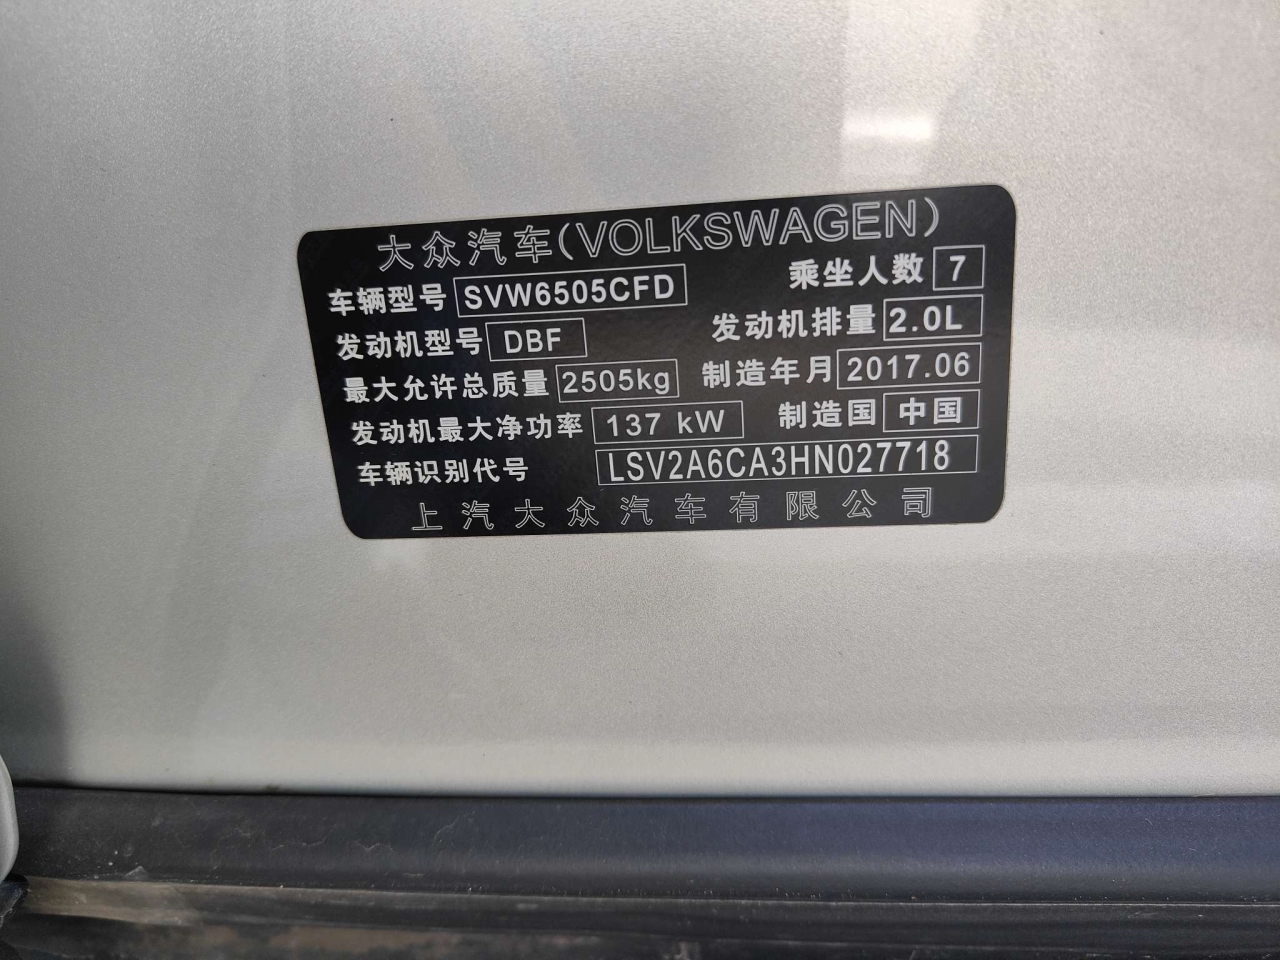 大众汽车(VOLKSWAGEN)
车辆型号 SVW6505CFD 乘坐人数 7
发动机型号 DBF 发动机排量 2.0L
最大允许总质量 2505kg 制造年月 2017.06
发动机最大净功率 137 kW 制造国 中国
车辆识别代号 LSV2A6CA3HN027718
上汽大众汽车有限公司